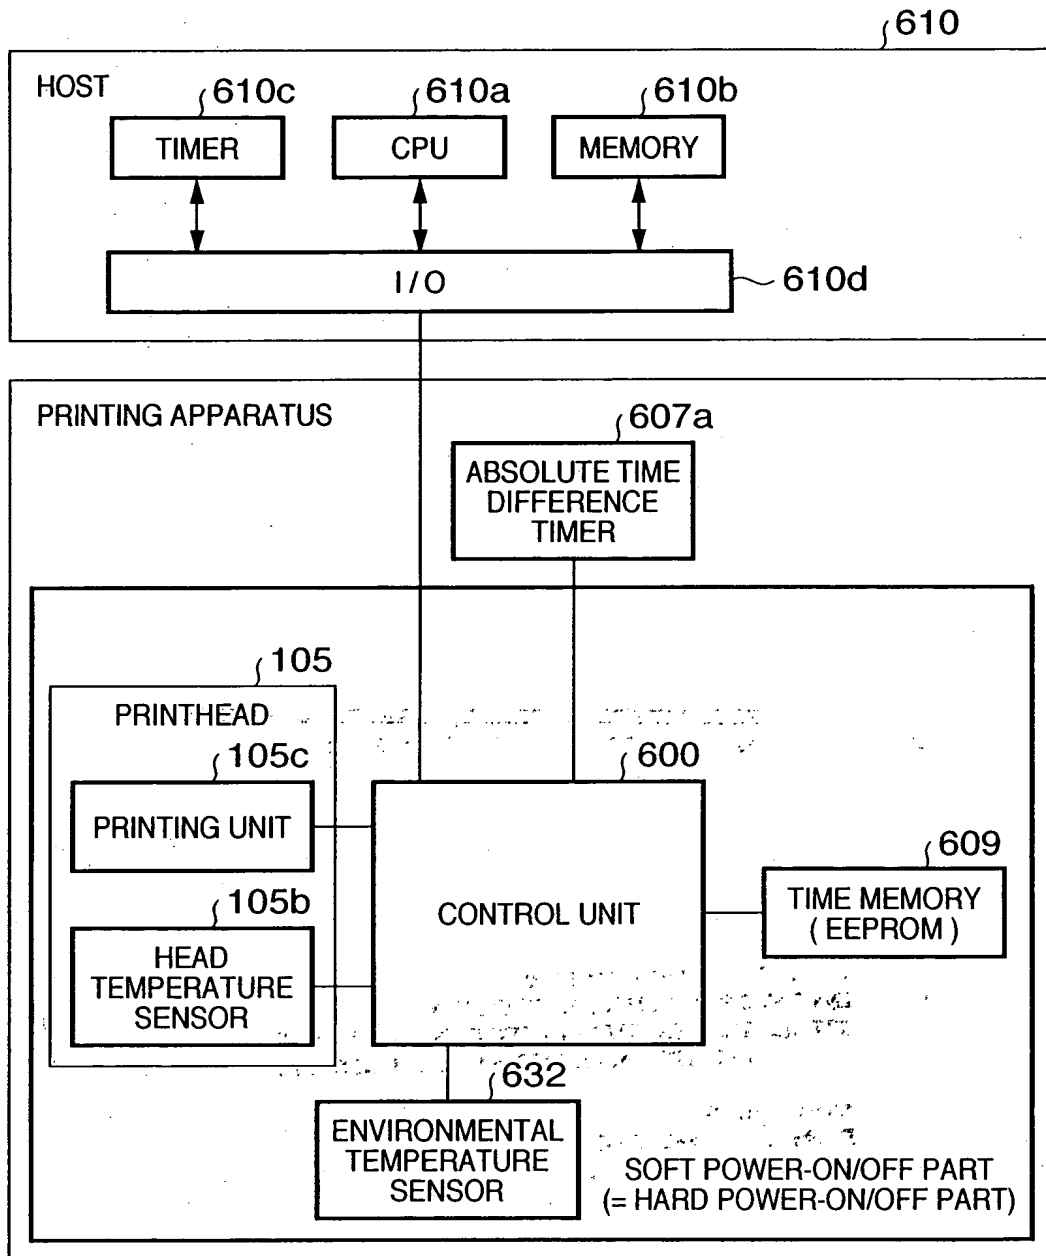 610
HOST
610c
610a
610b
TIMER
CPU
MEMORY
I/O
610d
PRINTING APPARATUS
607a
ABSOLUTE TIME
DIFFERENCE
TIMER
105
PRINTHEAD
105c
600
PRINTING UNIT
609
105b
CONTROL UNIT
TIME MEMORY
( EEPROM )
HEAD
TEMPERATURE
SENSOR
632
ENVIRONMENTAL
TEMPERATURE
SENSOR
SOFT POWER-ON/OFF PART
(= HARD POWER-ON/OFF PART)